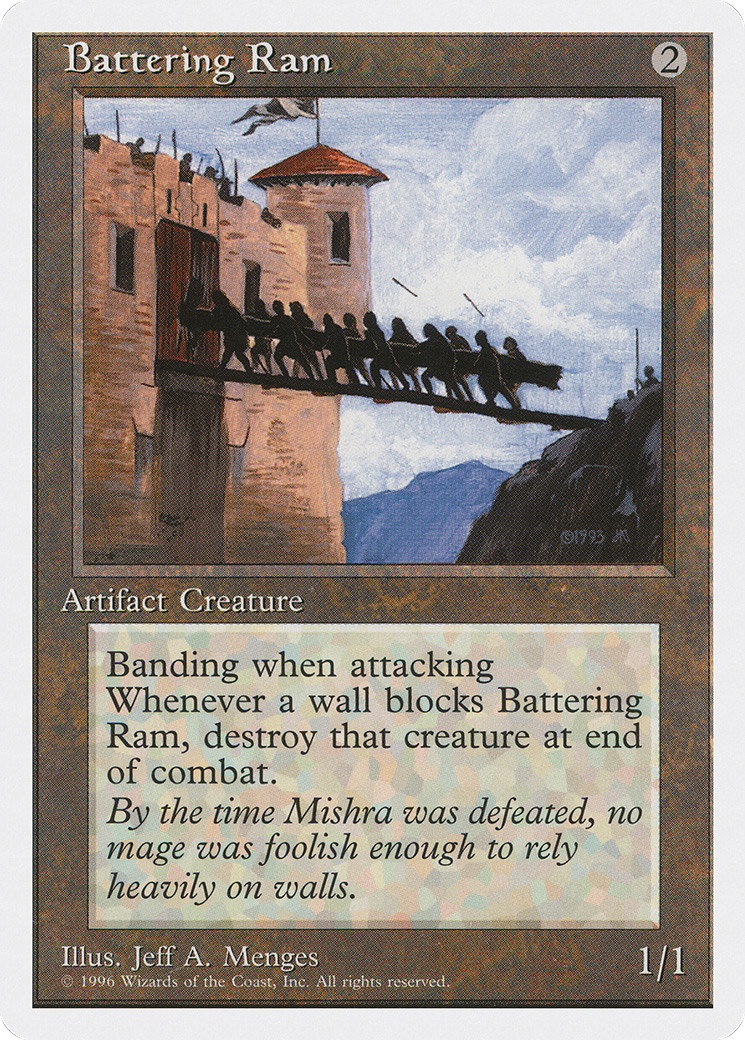 Battering Ram
2
©1993 JM
Artifact Creature
Banding when attacking
Whenever a wall blocks Battering
Ram, destroy that creature at end
of combat.
By the time Mishra was defeated, no
mage was foolish enough to rely
heavily on walls.
Illus. Jeff A. Menges
1/1
© 1996 Wizards of the Coast, Inc. All rights reserved.